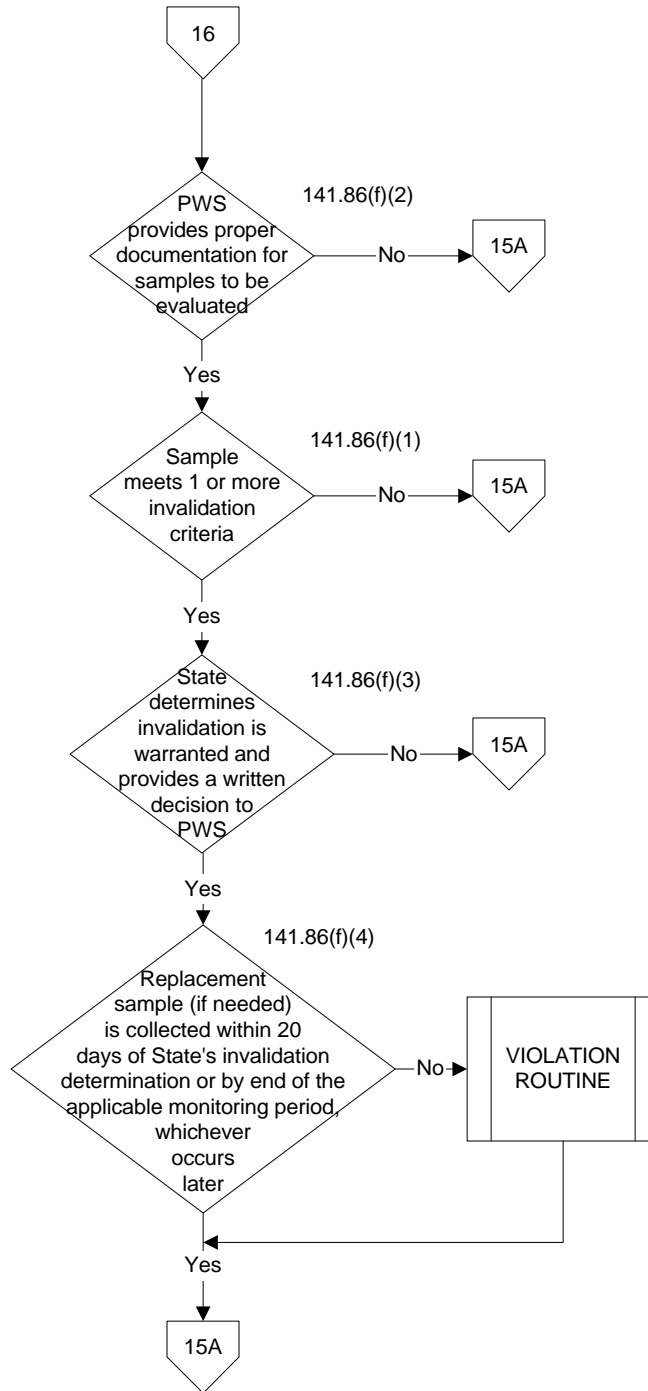 16
141.86(f)(2)
PWS
provides proper
documentation for
samples to be
evaluated
No
15A
Yes
141.86(f)(1)
Sample
meets 1 or more
invalidation
criteria
No
15A
Yes
141.86(f)(3)
State
determines
invalidation is
warranted and
provides a written
decision to
PWS
No
15A
Yes
141.86(f)(4)
Replacement
sample (if needed)
is collected within 20
days of State's invalidation
determination or by end of the
applicable monitoring period,
whichever
occurs
later
No
VIOLATION
ROUTINE
Yes
15A